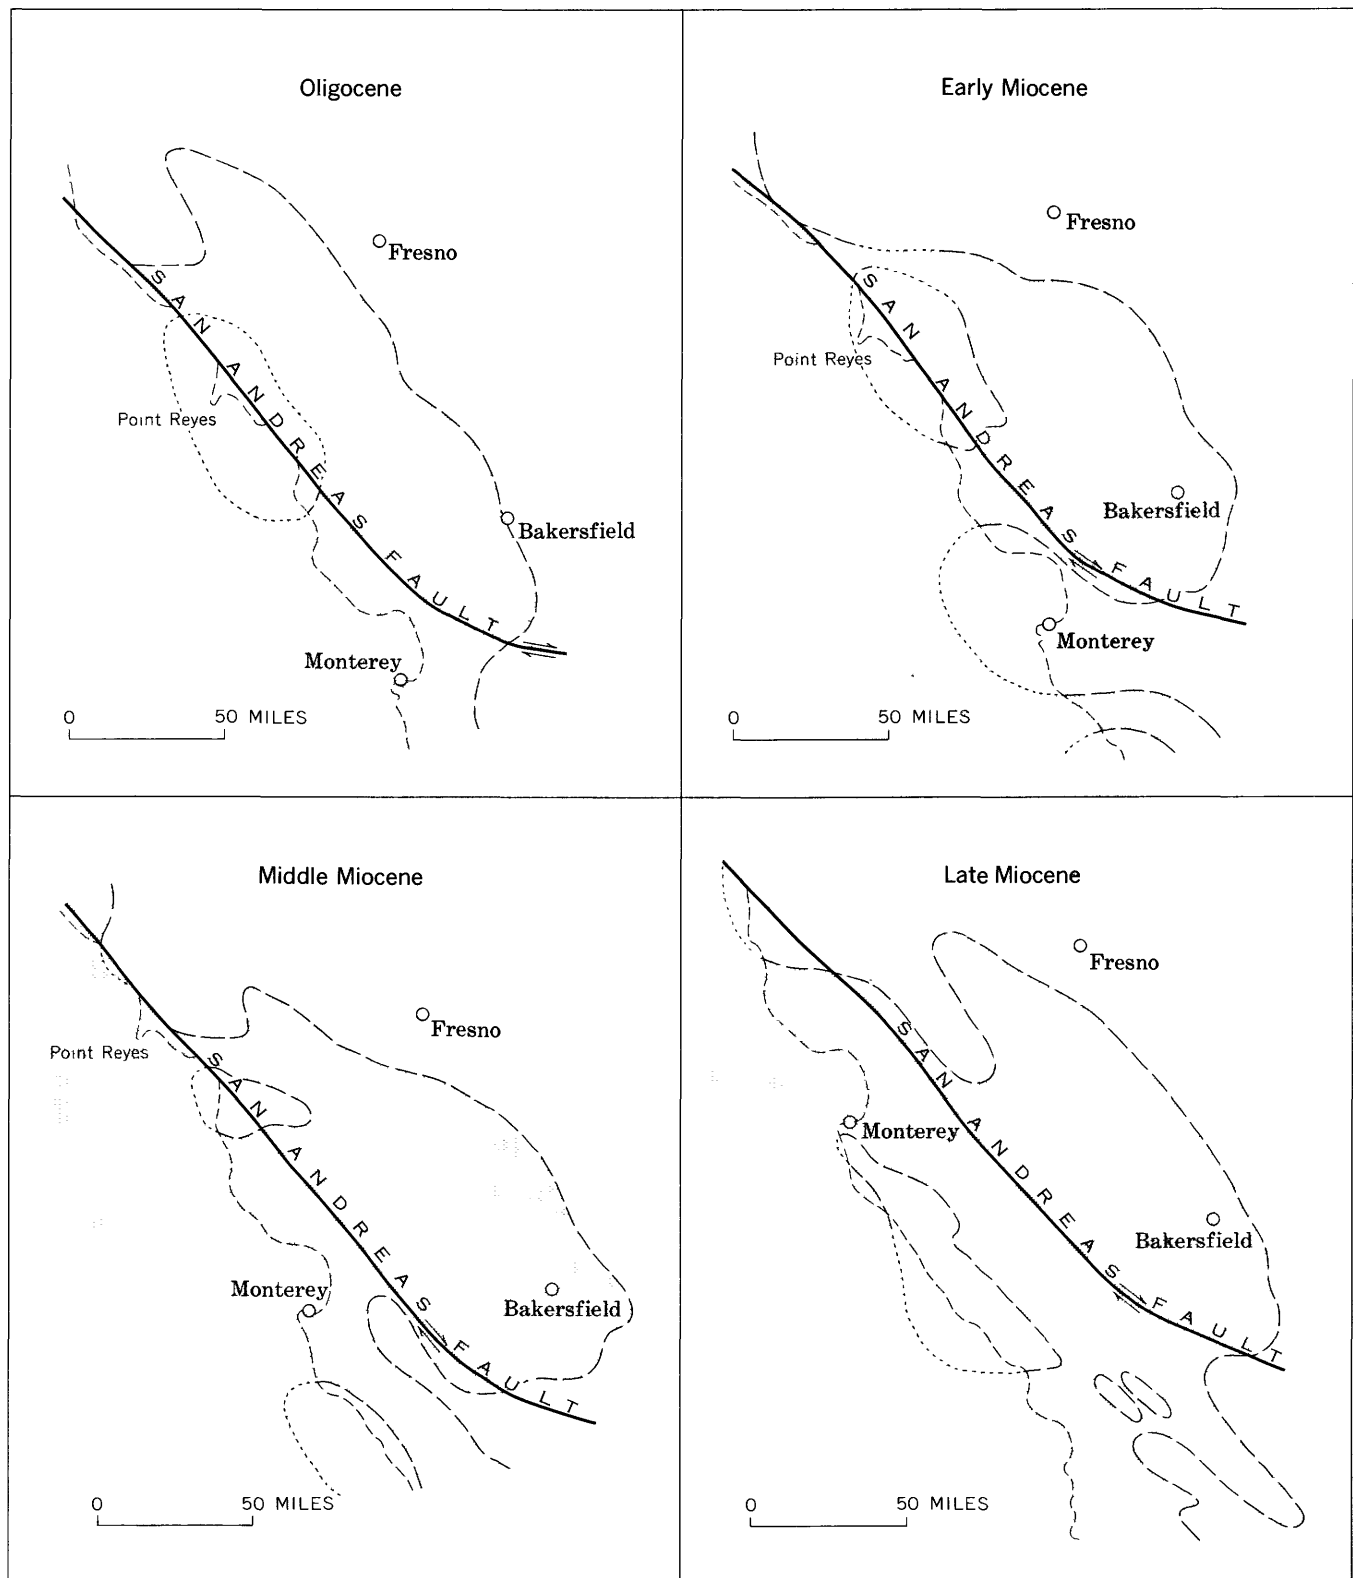 Oligocene
Fresno
SAN ANDREAS FAULT
Point Reyes
Bakersfield
Monterey
0 50 MILES
Early Miocene
Fresno
SAN ANDREAS FAULT
Point Reyes
Bakersfield
Monterey
0 50 MILES
Middle Miocene
Fresno
Point Reyes
SAN ANDREAS FAULT
Monterey
Bakersfield
0 50 MILES
Late Miocene
Fresno
SAN ANDREAS FAULT
Monterey
Bakersfield
0 50 MILES